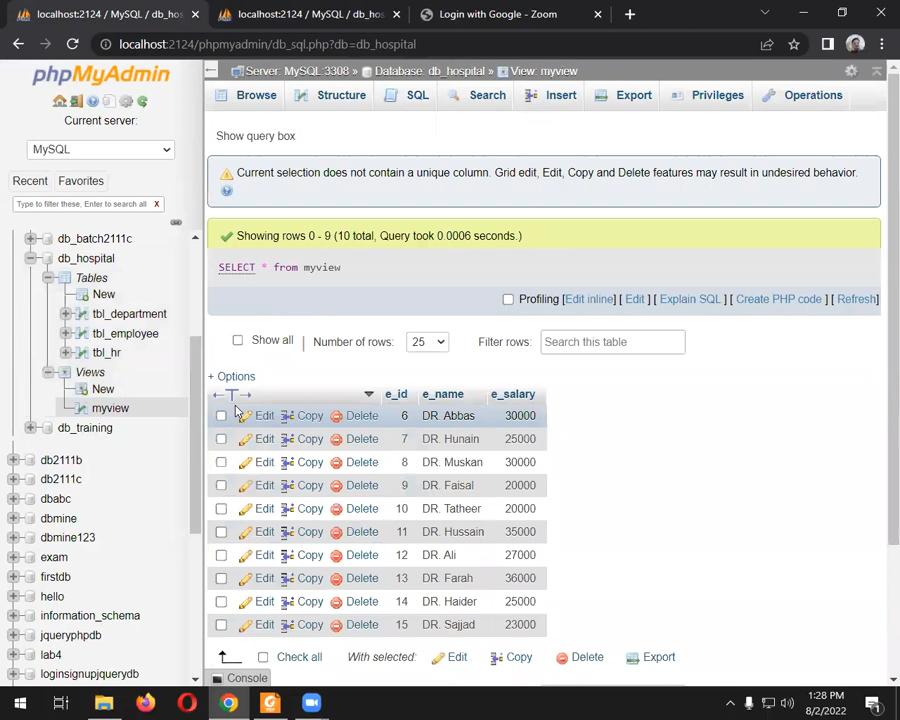 localhost:2124 / MySQL / db_hos
localhost:2124 / MySQL / db_hos
Login with Google - Zoom
localhost:2124/phpmyadmin/db_sql.php?db=db_hospital
phpMyAdmin
Current server:
MySQL
Recent Favorites
Type to filter these, Enter to search all X
db_batch2111c
db_hospital
Tables
New
tbl_department
tbl_employee
tbl_hr
Views
New
myview
db_training
db2111b
db2111c
dbabc
dbmine
dbmine123
exam
firstdb
hello
information_schema
jqueryphpdb
lab4
loginsignupjquerydb
Server: MySQL:3308 » Database: db_hospital » View: myview
Browse Structure SQL Search Insert Export Privileges Operations
Show query box
Current selection does not contain a unique column. Grid edit, Edit, Copy and Delete features may result in undesired behavior.
Showing rows 0 - 9 (10 total, Query took 0.0006 seconds.)
SELECT * from myview
Profiling [Edit inline] [ Edit ] [ Explain SQL ] [ Create PHP code ] [ Refresh]
Show all | Number of rows: 25 Filter rows: Search this table
+ Options
←T→ e_id e_name e_salary
Edit Copy Delete 6 DR. Abbas 30000
Edit Copy Delete 7 DR. Hunain 25000
Edit Copy Delete 8 DR. Muskan 30000
Edit Copy Delete 9 DR. Faisal 20000
Edit Copy Delete 10 DR. Tatheer 20000
Edit Copy Delete 11 DR. Hussain 35000
Edit Copy Delete 12 DR. Ali 27000
Edit Copy Delete 13 DR. Farah 36000
Edit Copy Delete 14 DR. Haider 25000
Edit Copy Delete 15 DR. Sajjad 23000
Check all With selected: Edit Copy Delete Export
Console
1:28 PM
8/2/2022
1